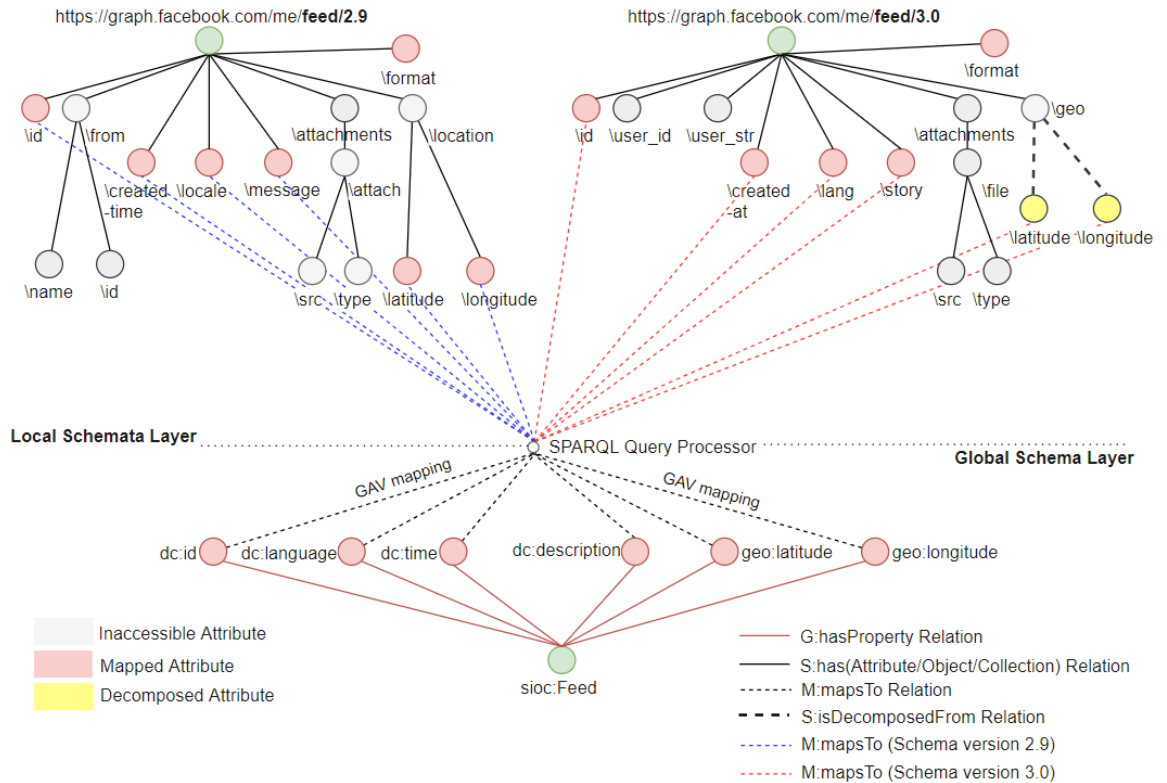 https://graph.facebook.com/me/feed/2.9
https://graph.facebook.com/me/feed/3.0
\format
\format
\id
\from
\attachments
\location
\id
\user_id
\user_str
\attachments
\geo
\created
-time
\locale
\message
\attach
\created
-at
\lang
\story
\file
\latitude
\longitude
\name
\id
\src
\type
\latitude
\longitude
\src
\type
Local Schemata Layer
SPARQL Query Processor
Global Schema Layer
GAV mapping
GAV mapping
dc:id
dc:language
dc:time
dc:description
geo:latitude
geo:longitude
sioc:Feed
Inaccessible Attribute
Mapped Attribute
Decomposed Attribute
G:hasProperty Relation
S:has(Attribute/Object/Collection) Relation
M:mapsTo Relation
S:isDecomposedFrom Relation
M:mapsTo (Schema version 2.9)
M:mapsTo (Schema version 3.0)